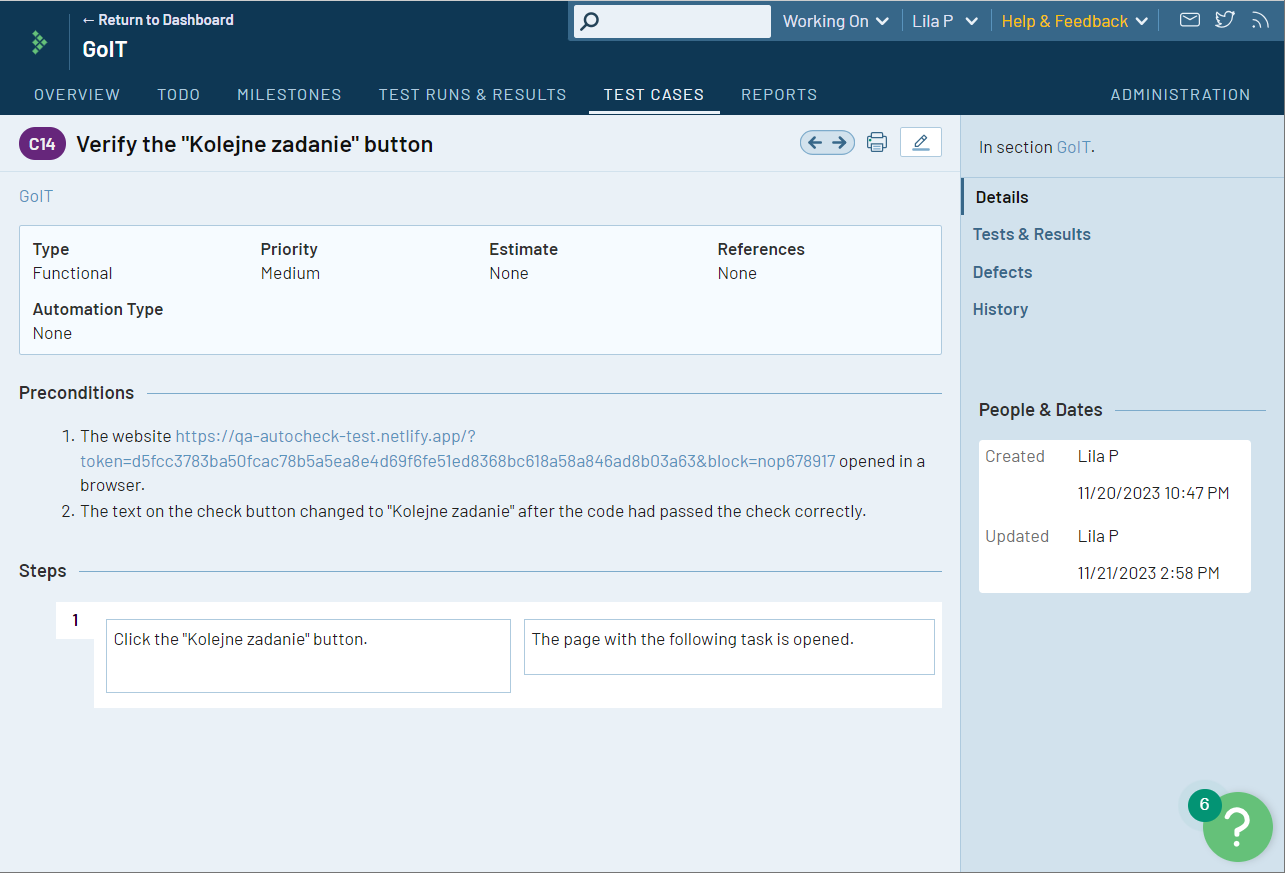 ← Return to Dashboard
GoIT
Working On
Lila P
Help & Feedback
OVERVIEW
TODO
MILESTONES
TEST RUNS & RESULTS
TEST CASES
REPORTS
ADMINISTRATION
C14
Verify the "Kolejne zadanie" button
GoIT
Type
Functional
Priority
Medium
Estimate
None
References
None
Automation Type
None
Preconditions
1. The website https://qa-autocheck-test.netlify.app/?
token=d5fcc3783ba50fcac78b5a5ea8e4d69f6fe51ed8368bc618a58a846ad8b03a63&block=nop678917 opened in a
browser.
2. The text on the check button changed to "Kolejne zadanie" after the code had passed the check correctly.
Steps
1
Click the "Kolejne zadanie" button.
The page with the following task is opened.
In section GoIT.
Details
Tests & Results
Defects
History
People & Dates
Created
Lila P
11/20/2023 10:47 PM
Updated
Lila P
11/21/2023 2:58 PM
6
?